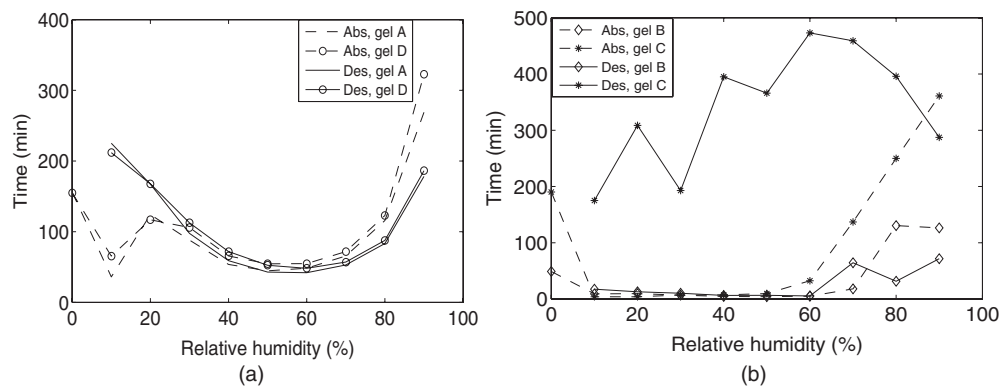 400
300
200
100
0
Time (min)
Abs, gel A
Abs, gel D
Des, gel A
Des, gel D
0 20 40 60 80 100
Relative humidity (%)
(a)
500
400
300
200
100
0
Time (min)
Abs, gel B
Abs, gel C
Des, gel B
Des, gel C
0 20 40 60 80 100
Relative humidity (%)
(b)